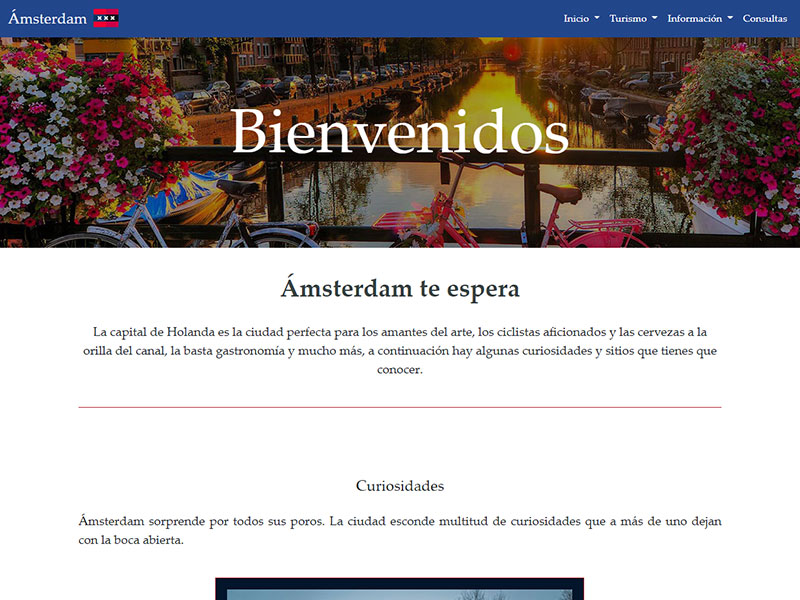 Ámsterdam
Inicio Turismo Información Consultas
Bienvenidos
Ámsterdam te espera
La capital de Holanda es la ciudad perfecta para los amantes del arte, los ciclistas aficionados y las cervezas a la
orilla del canal, la basta gastronomía y mucho más, a continuación hay algunas curiosidades y sitios que tienes que
conocer.
Curiosidades
Ámsterdam sorprende por todos sus poros. La ciudad esconde multitud de curiosidades que a más de uno dejan
con la boca abierta.